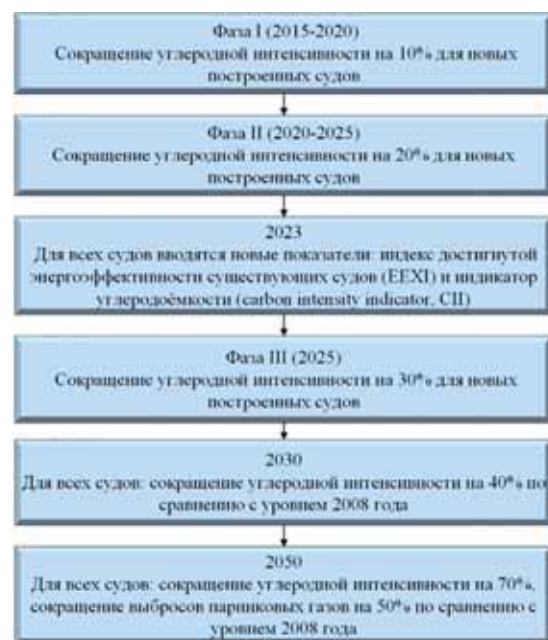 Фаза I (2015-2020)
Сокращение углеродной интенсивности на 10% для новых
построенных судов
Фаза II (2020-2025)
Сокращение углеродной интенсивности на 20% для новых
построенных судов
2023
Для всех судов вводятся новые показатели: индекс достигнутой
энергоэффективности существующих судов (EEXI) и индикатор
углеродоёмкости (carbon intensity indicator, CII)
Фаза III (2025)
Сокращение углеродной интенсивности на 30% для новых
построенных судов
2030
Для всех судов: сокращение углеродной интенсивности на 40% по
сравнению с уровнем 2008 года
2050
Для всех судов: сокращение углеродной интенсивности на 70%,
сокращение выбросов парниковых газов на 50% по сравнению с
уровнем 2008 года